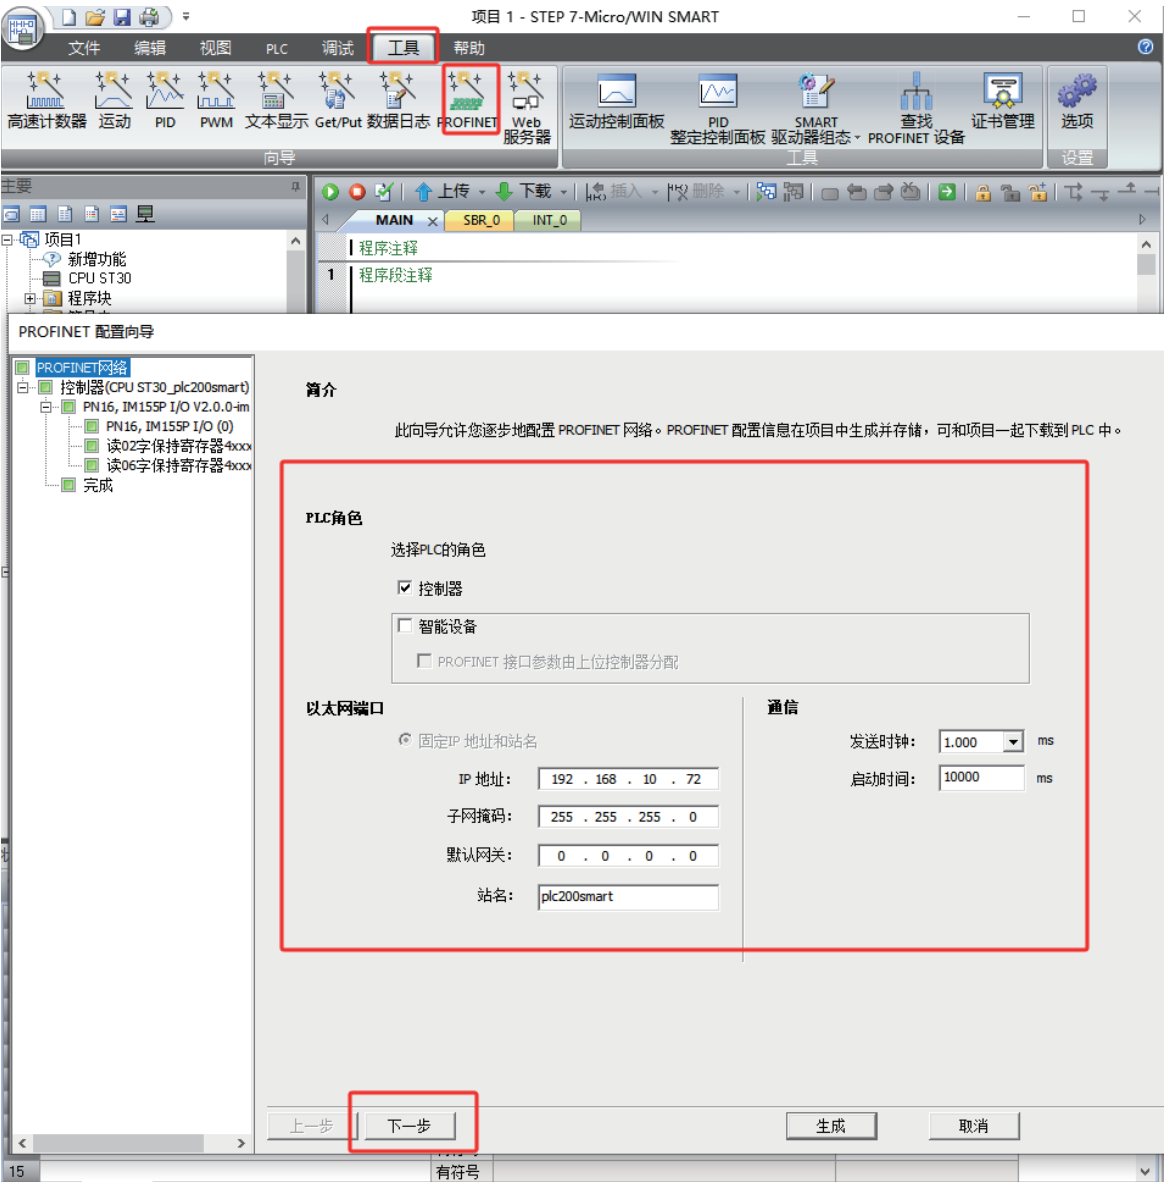 项目 1 - STEP 7-Micro/WIN SMART
文件 编辑 视图 PLC 调试 工具 帮助
高速计数器 运动 PID PWM 文本显示 Get/Put 数据日志 PROFINET Web 服务器
运动控制面板 PID 整定控制面板 SMART 驱动器组态 查找 PROFINET 设备 证书管理 选项
向导 工具 设置
主要
上传 下载 插入 删除
MAIN SBR_0 INT_0
项目1
新增功能
CPU ST30
程序块
程序注释
1 程序段注释
PROFINET 配置向导
PROFINET网络
控制器(CPU ST30_plc200smart)
PN16, IM155P I/O V2.0.0-im
PN16, IM155P I/O (0)
读02字保持寄存器4xxx
读06字保持寄存器4xxx
完成
简介
此向导允许您逐步地配置 PROFINET 网络。PROFINET 配置信息在项目中生成并存储，可和项目一起下载到 PLC 中。
PLC角色
选择PLC的角色
控制器
智能设备
PROFINET 接口参数由上位控制器分配
以太网端口
固定IP 地址和站名
IP 地址: 192 . 168 . 10 . 72
子网掩码: 255 . 255 . 255 . 0
默认网关: 0 . 0 . 0 . 0
站名: plc200smart
通信
发送时钟: 1.000 ms
启动时间: 10000 ms
上一步 下一步 生成 取消
15 有符号